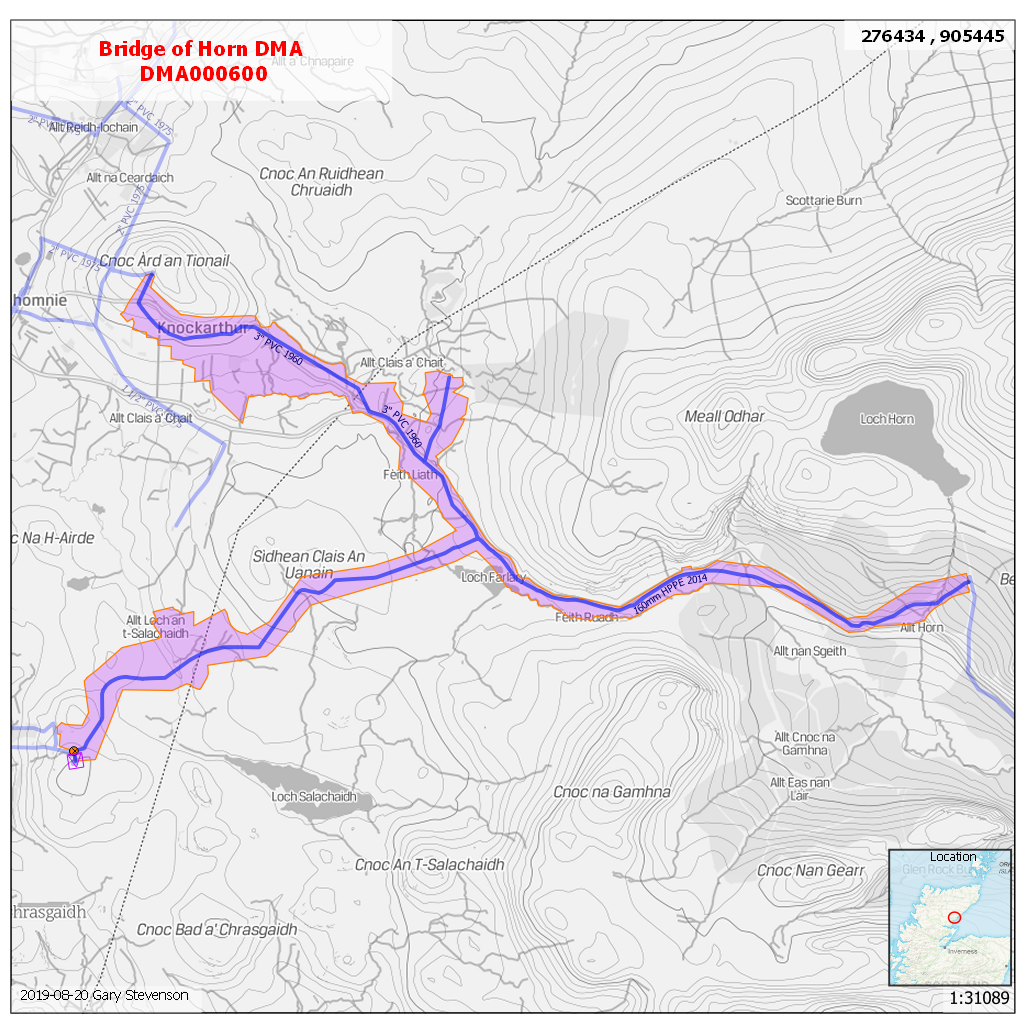 Bridge of Horn DMA
DMA000600
276434 , 905445
Allt a' Chnapaire
2" PVC 1975
Allt Reidh-lochain
Allt na Ceardaich
Cnoc An Ruidhean
Chruaidh
Scottarie Burn
2" PVC 1975
2" PVC 1975
Cnoc Àrd an Tionail
homnie
Knockarthur
3" PVC 1960
Allt Clais a' Chait
1 1/2" PVC
Allt Clais a' Chait
3" PVC 1960
Meall Odhar
Loch Horn
Fèith Liath
c Na H-Airde
Sidhean Clais An
Uanain
Loch Farlary
160mm HPPE 2014
Fèith Ruadh
Be
Allt Horn
Allt Loch an
t-Salachaidh
Allt nan Sgeith
Allt Cnoc na
Gamhna
Allt Eas nan
Làir
Loch Salachaidh
Cnoc na Gamhna
Cnoc An T-Salachaidh
Cnoc Nan Gearr
hrasgaidh
Cnoc Bad a' Chrasgaidh
Location
Glen Rock Bu
Inverness
SCOTLAND
2019-08-20 Gary Stevenson
1:31089